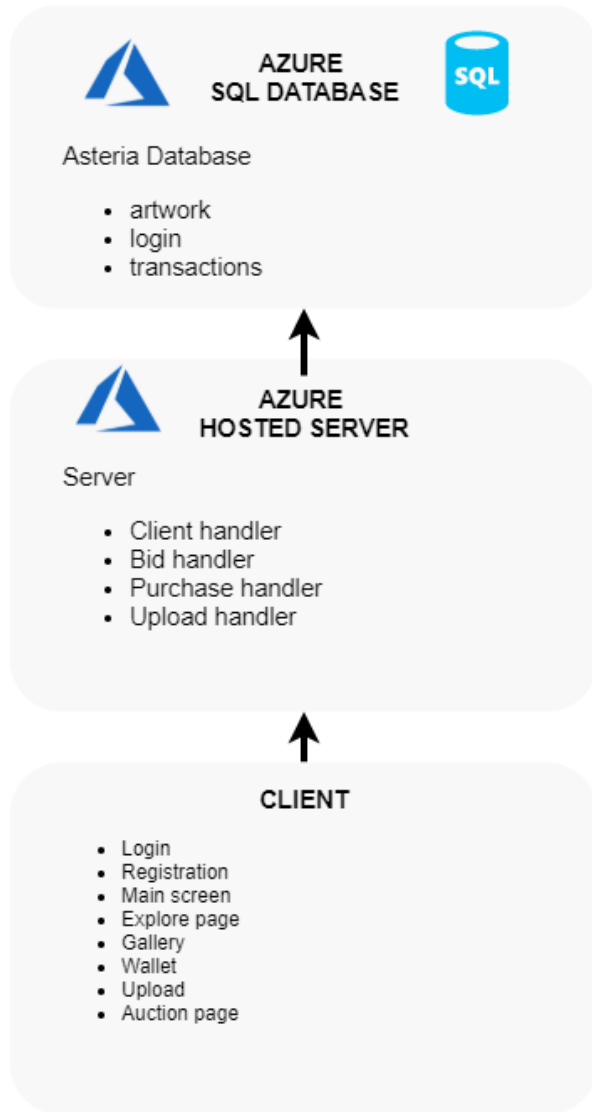 AZURE
SQL DATABASE
SQL
Asteria Database
artwork
login
transactions
AZURE
HOSTED SERVER
Server
Client handler
Bid handler
Purchase handler
Upload handler
CLIENT
Login
Registration
Main screen
Explore page
Gallery
Wallet
Upload
Auction page